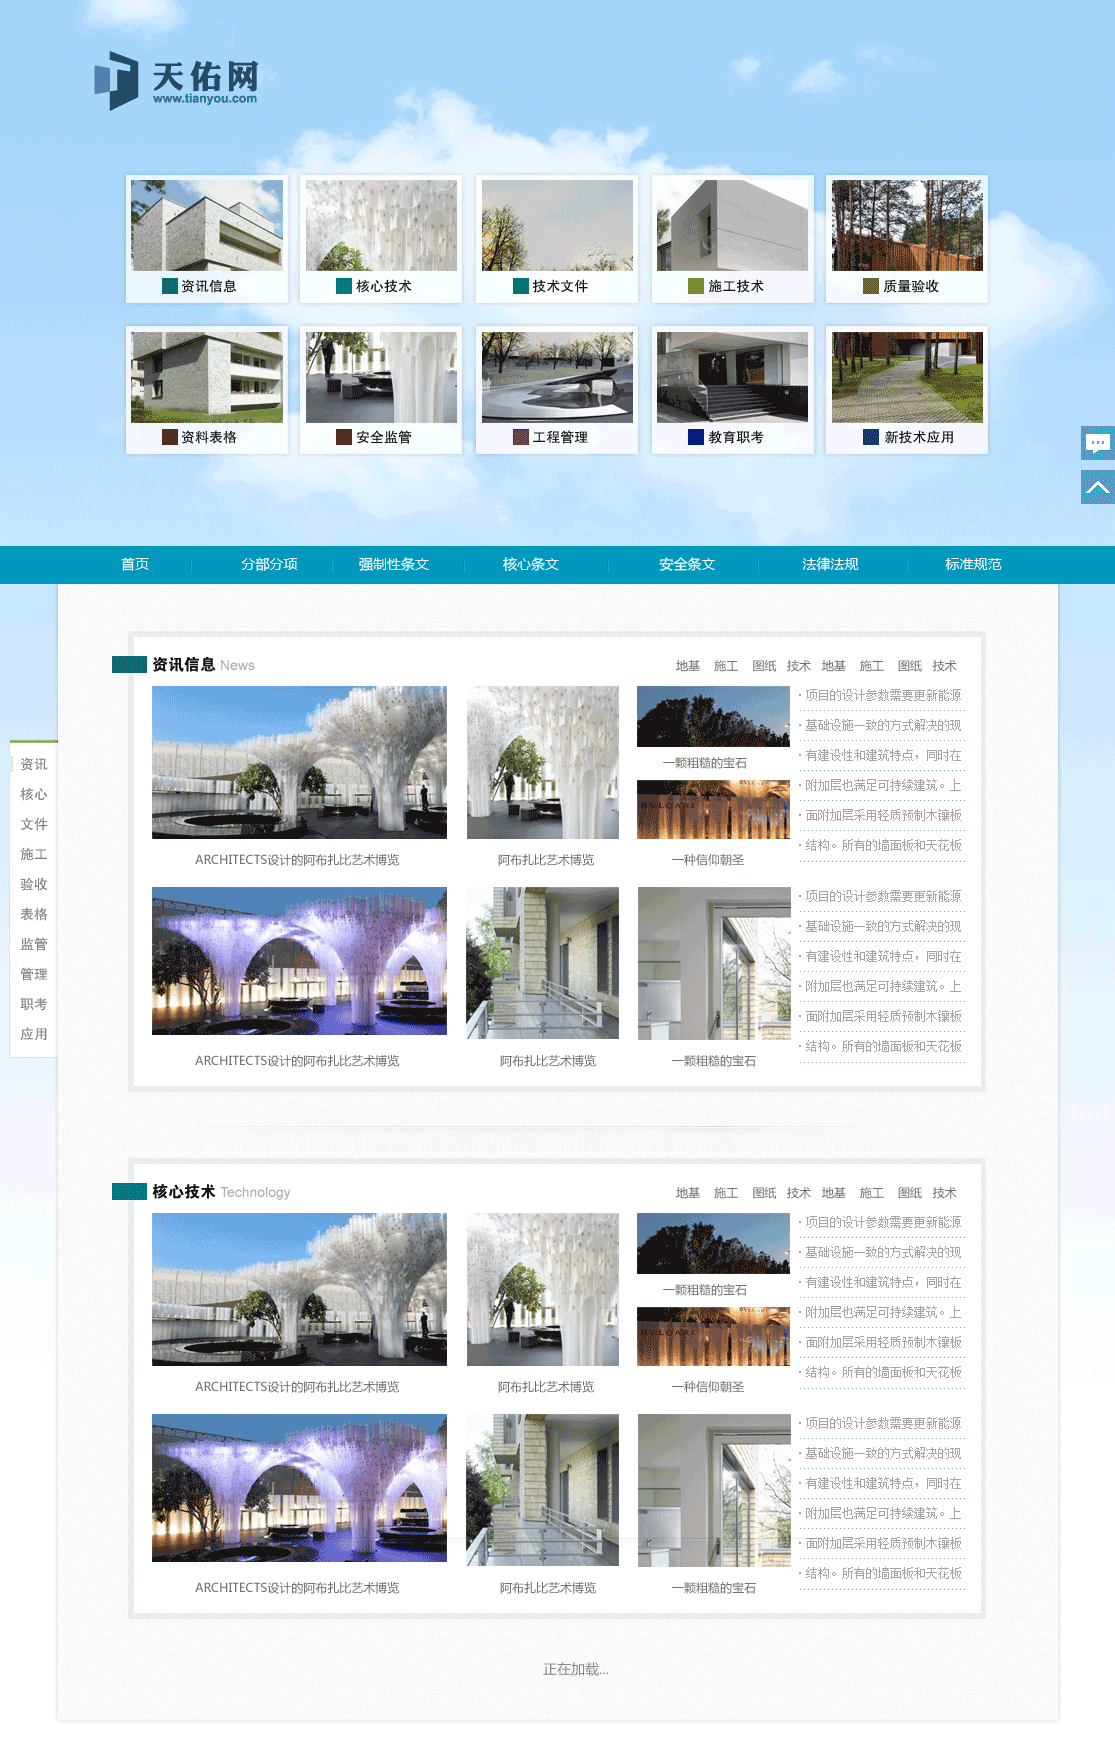 天佑网
www.tianyou.com
资讯信息
核心技术
技术文件
施工技术
质量验收
资料表格
安全监管
工程管理
教育职考
新技术应用
首页 分部分项 强制性条文 核心条文 安全条文 法律法规 标准规范
资讯
核心
文件
施工
验收
表格
监管
管理
职考
应用
资讯信息 News
地基 施工 图纸 技术 地基 施工 图纸 技术
ARCHITECTS设计的阿布扎比艺术博览
阿布扎比艺术博览
一颗粗糙的宝石
BVLGARI
一种信仰朝圣
· 项目的设计参数需要更新能源
· 基础设施一致的方式解决的现
· 有建设性和建筑特点，同时在
· 附加层也满足可持续建筑。上
· 面附加层采用轻质预制木镶板
· 结构。所有的墙面板和天花板
ARCHITECTS设计的阿布扎比艺术博览
阿布扎比艺术博览
一颗粗糙的宝石
· 项目的设计参数需要更新能源
· 基础设施一致的方式解决的现
· 有建设性和建筑特点，同时在
· 附加层也满足可持续建筑。上
· 面附加层采用轻质预制木镶板
· 结构。所有的墙面板和天花板
核心技术 Technology
地基 施工 图纸 技术 地基 施工 图纸 技术
ARCHITECTS设计的阿布扎比艺术博览
阿布扎比艺术博览
一颗粗糙的宝石
BVLGARI
一种信仰朝圣
· 项目的设计参数需要更新能源
· 基础设施一致的方式解决的现
· 有建设性和建筑特点，同时在
· 附加层也满足可持续建筑。上
· 面附加层采用轻质预制木镶板
· 结构。所有的墙面板和天花板
ARCHITECTS设计的阿布扎比艺术博览
阿布扎比艺术博览
一颗粗糙的宝石
· 项目的设计参数需要更新能源
· 基础设施一致的方式解决的现
· 有建设性和建筑特点，同时在
· 附加层也满足可持续建筑。上
· 面附加层采用轻质预制木镶板
· 结构。所有的墙面板和天花板
正在加载...